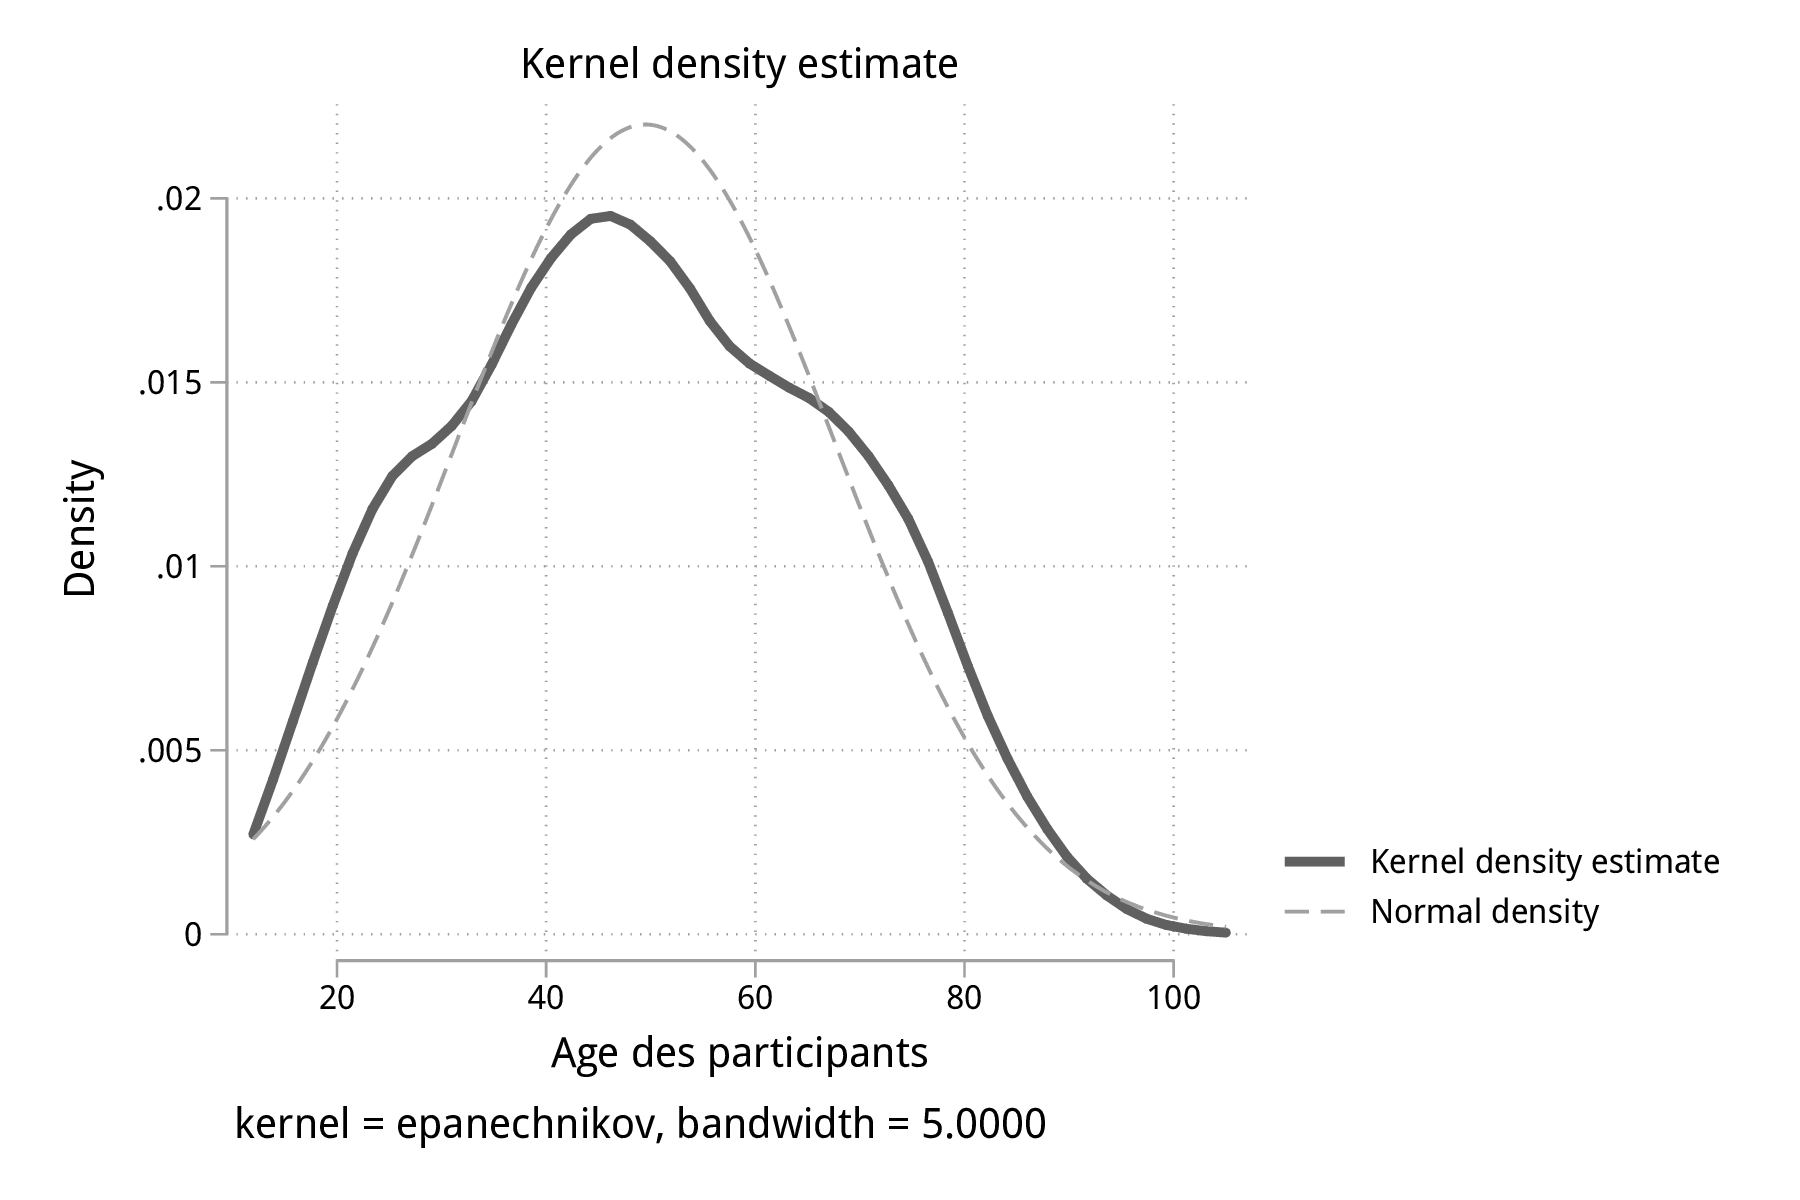 Kernel density estimate
Density
.02
.015
.01
.005
0
20 40 60 80 100
Age des participants
Kernel density estimate
Normal density
kernel = epanechnikov, bandwidth = 5.0000